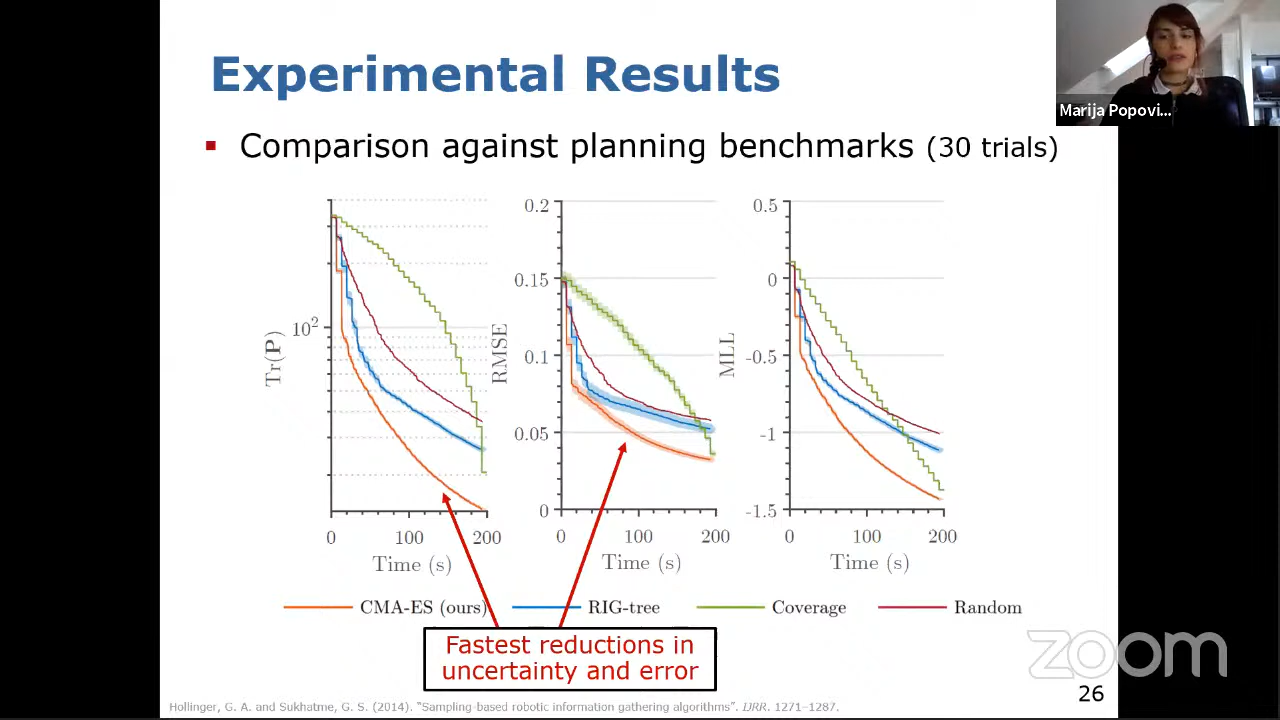 Experimental Results
Marija Popovi...
Comparison against planning benchmarks (30 trials)
Tr(P)
10²
0 100 200
Time (s)
RMSE
0.2
0.15
0.1
0.05
0
0 100 200
Time (s)
MLL
0.5
0
-0.5
-1
-1.5
0 100 200
Time (s)
CMA-ES (ours) RIG-tree Coverage Random
Fastest reductions in
uncertainty and error
zoom
26
Hollinger, G. A. and Sukhatme, G. S. (2014). "Sampling-based robotic information gathering algorithms". IJRR. 1271–1287.